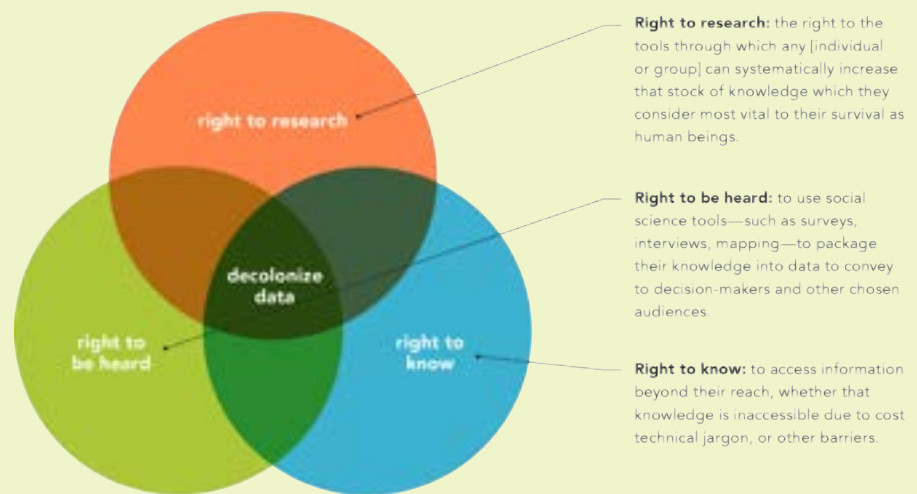 right to research
decolonize
data
right to
be heard
right to
know
Right to research: the right to the
tools through which any [individual
or group] can systematically increase
that stock of knowledge which they
consider most vital to their survival as
human beings.
Right to be heard: to use social
science tools—such as surveys,
interviews, mapping—to package
their knowledge into data to convey
to decision-makers and other chosen
audiences.
Right to know: to access information
beyond their reach, whether that
knowledge is inaccessible due to cost
technical jargon, or other barriers.